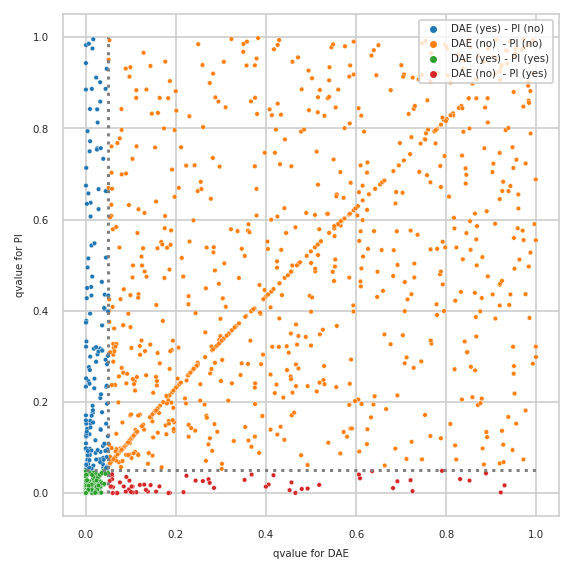 DAE (yes) - PI (no)
DAE (no) - PI (no)
DAE (yes) - PI (yes)
DAE (no) - PI (yes)
1.0
0.8
0.6
0.4
0.2
0.0
qvalue for PI
0.0 0.2 0.4 0.6 0.8 1.0
qvalue for DAE